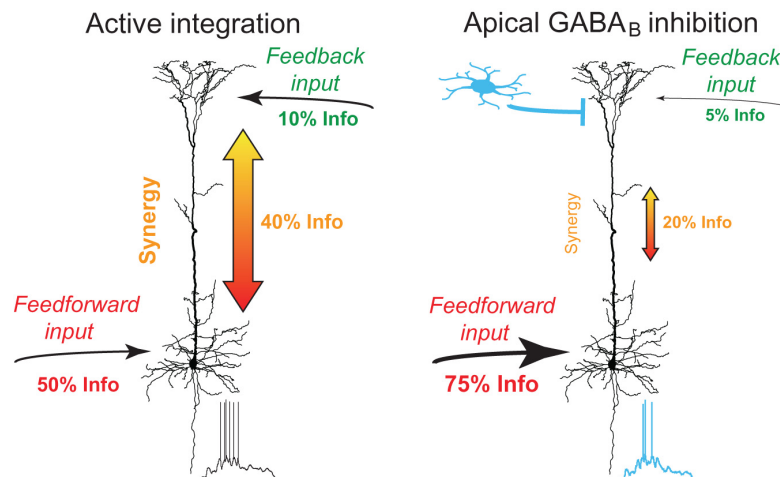 Active integration
Feedback
input
10% Info
Synergy
40% Info
Feedforward
input
50% Info
Apical GABAB inhibition
Feedback
input
5% Info
Synergy
20% Info
Feedforward
input
75% Info